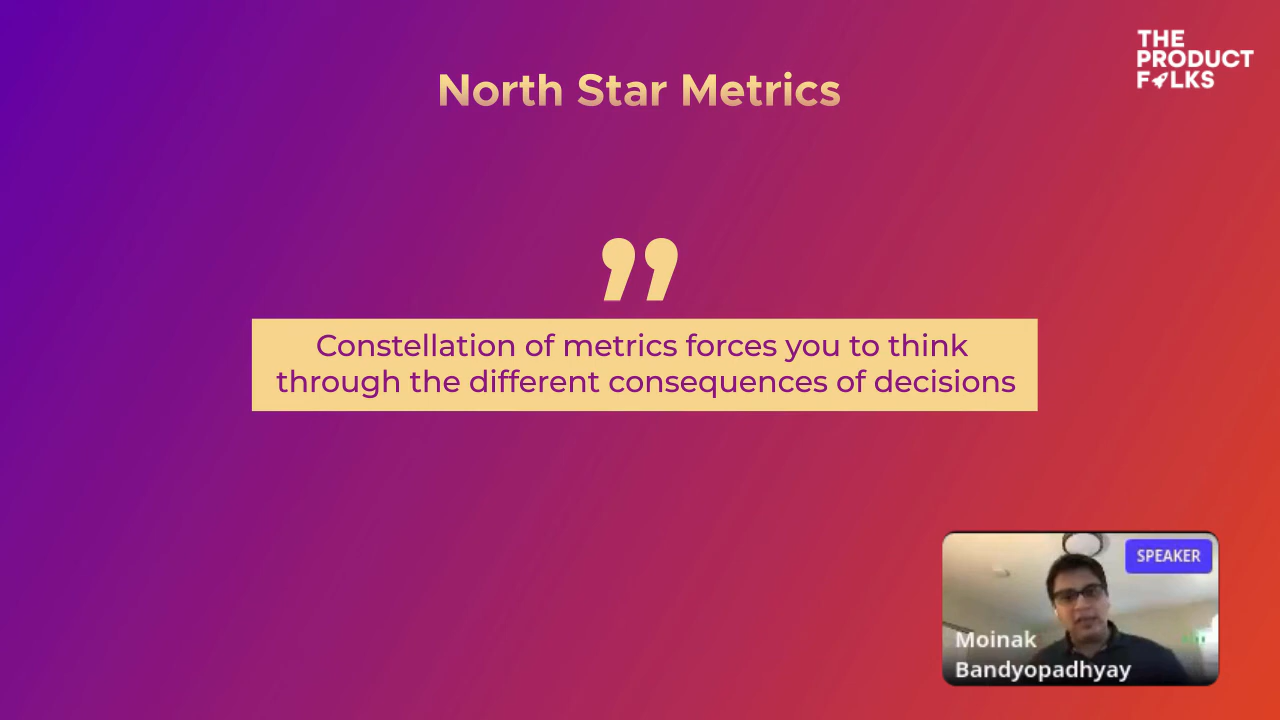 THE
PRODUCT
FOLKS
North Star Metrics
”
Constellation of metrics forces you to think
through the different consequences of decisions
SPEAKER
Moinak
Bandyopadhyay